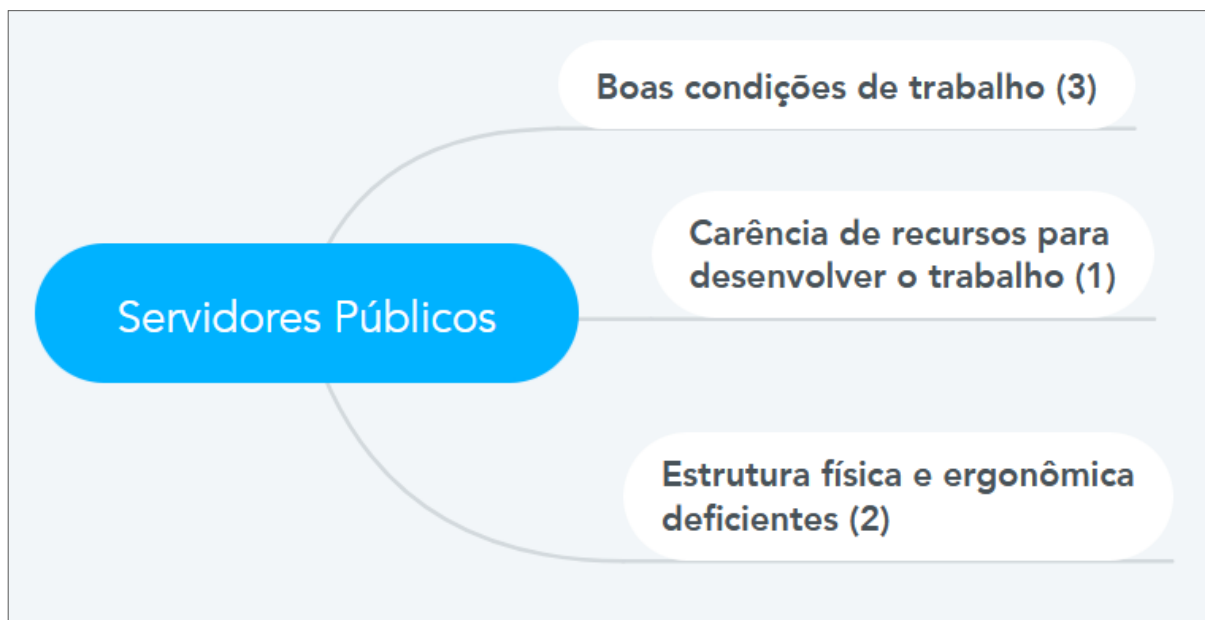 Boas condições de trabalho (3)
Carência de recursos para
desenvolver o trabalho (1)
Servidores Públicos
Estrutura física e ergonômica
deficientes (2)